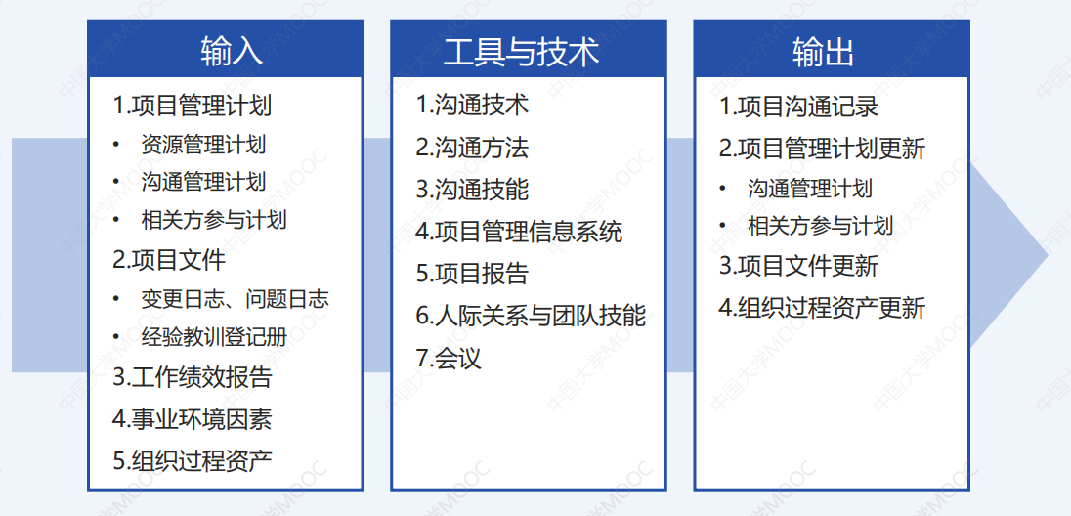 输入
1.项目管理计划
• 资源管理计划
• 沟通管理计划
• 相关方参与计划
2.项目文件
• 变更日志、问题日志
• 经验教训登记册
3.工作绩效报告
4.事业环境因素
5.组织过程资产
工具与技术
1.沟通技术
2.沟通方法
3.沟通技能
4.项目管理信息系统
5.项目报告
6.人际关系与团队技能
7.会议
输出
1.项目沟通记录
2.项目管理计划更新
• 沟通管理计划
• 相关方参与计划
3.项目文件更新
4.组织过程资产更新
中国大学MOOC